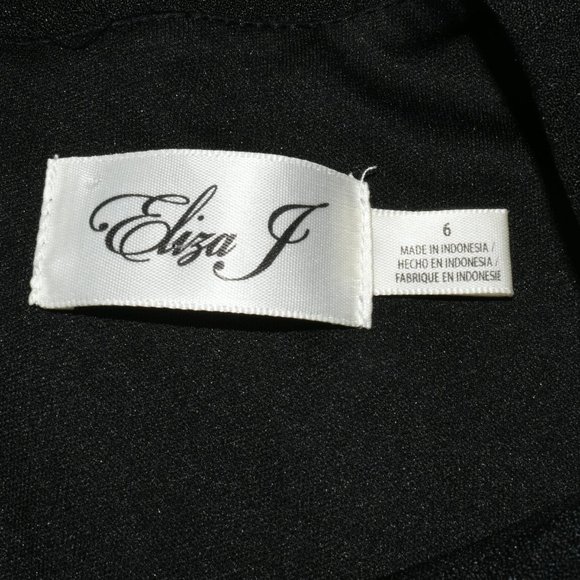 Eliza J
6
MADE IN INDONESIA /
HECHO EN INDONESIA /
FABRIQUE EN INDONESIE